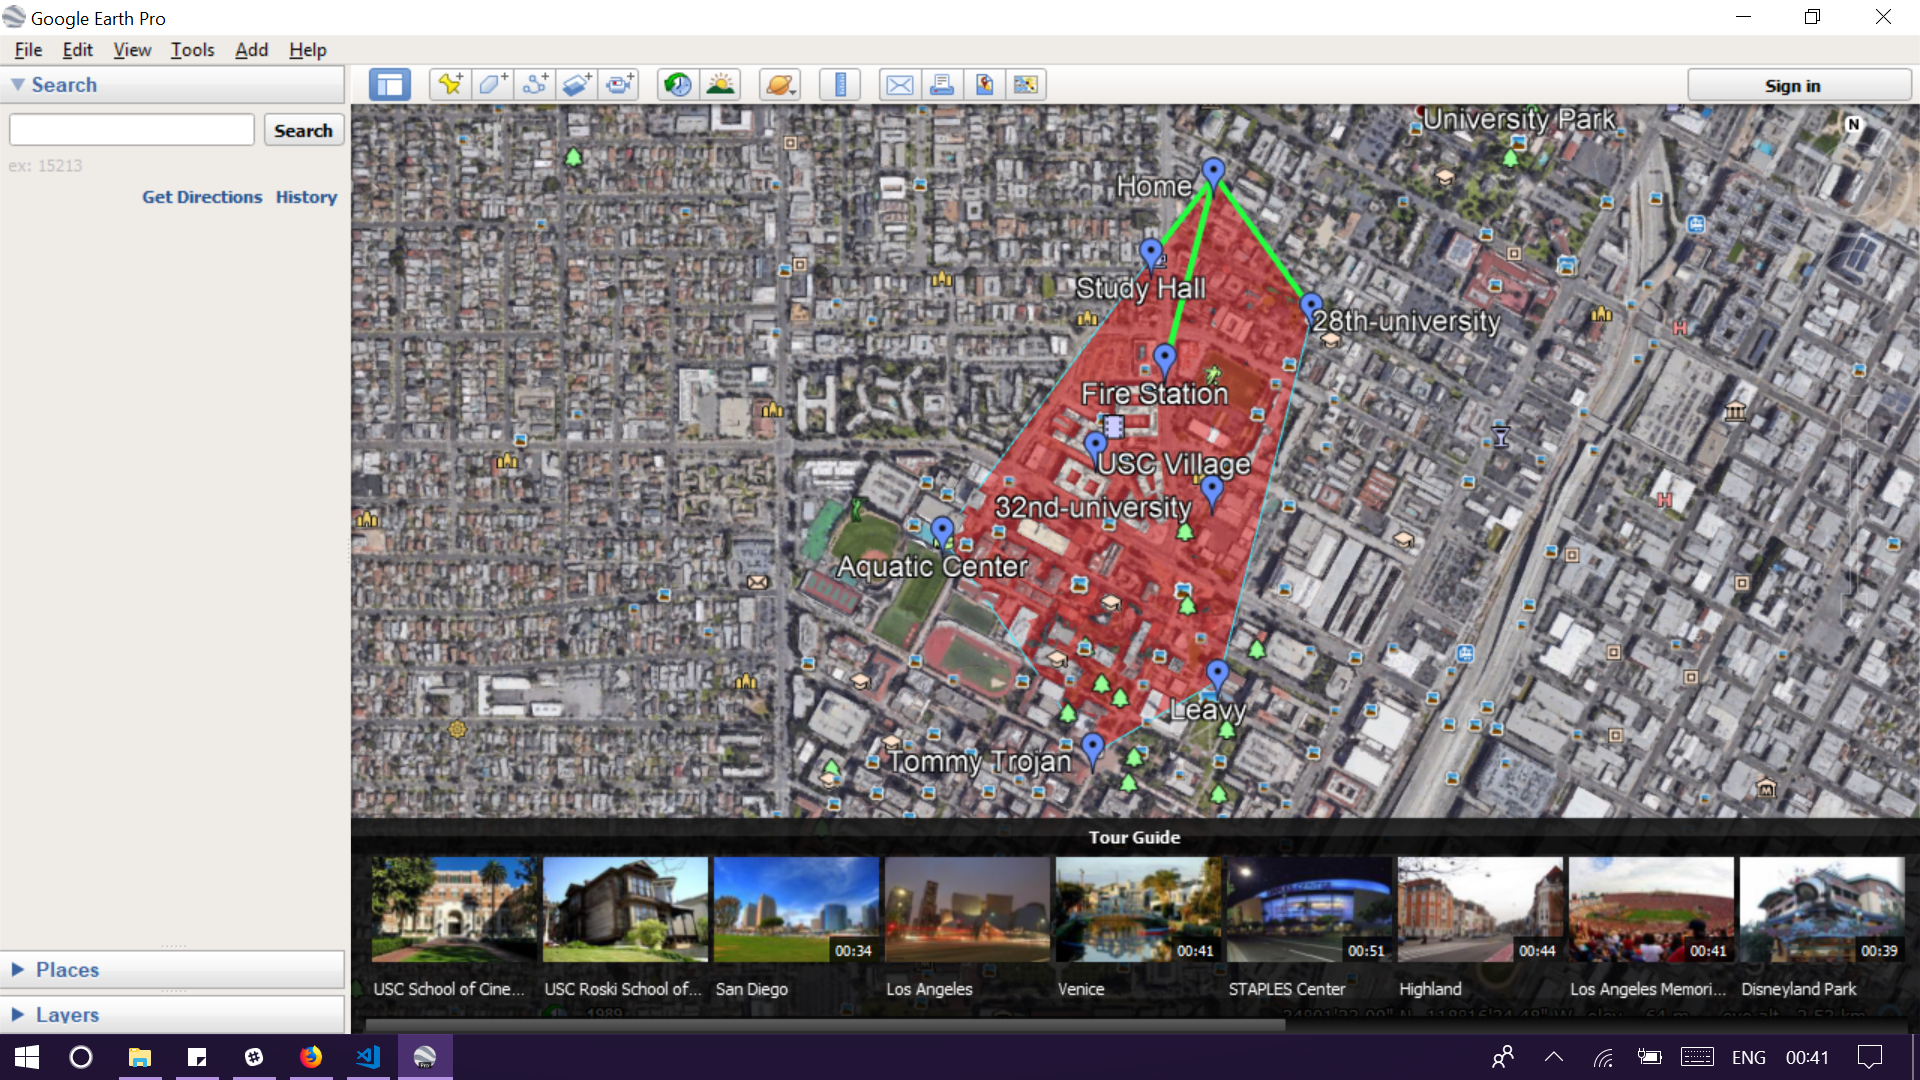 Google Earth Pro
File Edit View Tools Add Help
Search
Sign in
Search
ex: 15213
Get Directions History
N
University Park
Home
Study Hall
28th-university
Fire Station
USC Village
32nd-university
Aquatic Center
Leavy
Tommy Trojan
Tour Guide
00:34 00:41 00:51 00:44 00:41 00:39
USC School of Cine... USC Roski School of... San Diego Los Angeles Venice STAPLES Center Highland Los Angeles Memori... Disneyland Park
Places
Layers
1989
ENG 00:41